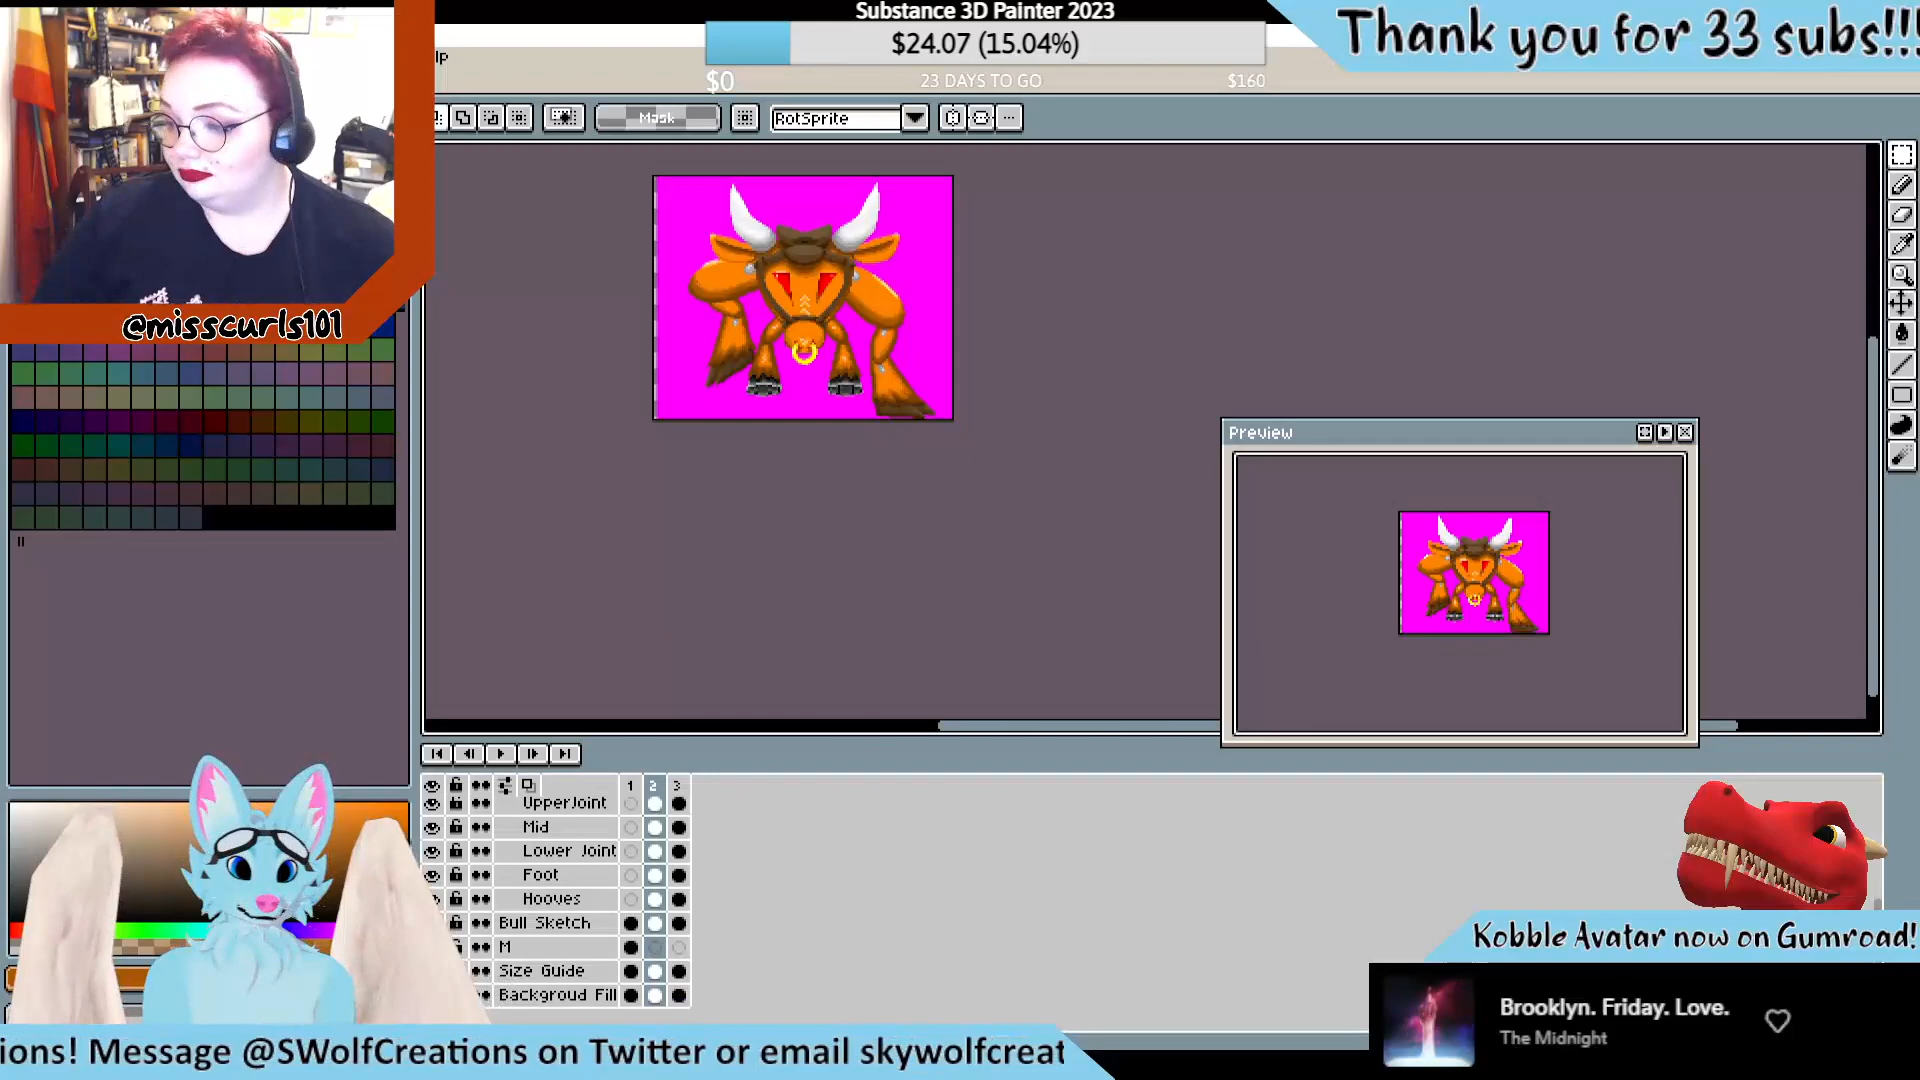 Substance 3D Painter 2023
$24.07 (15.04%)
$0
23 DAYS TO GO
$160
Thank you for 33 subs!!!
lp
Mask
RotSprite
@misscurls101
Preview
1 2 3
UpperJoint
Mid
Lower Joint
Foot
Hooves
Bull Sketch
M
Size Guide
Backgroud Fill
Kobble Avatar now on Gumroad!
Brooklyn. Friday. Love.
The Midnight
ions! Message @SWolfCreations on Twitter or email skywolfcreat